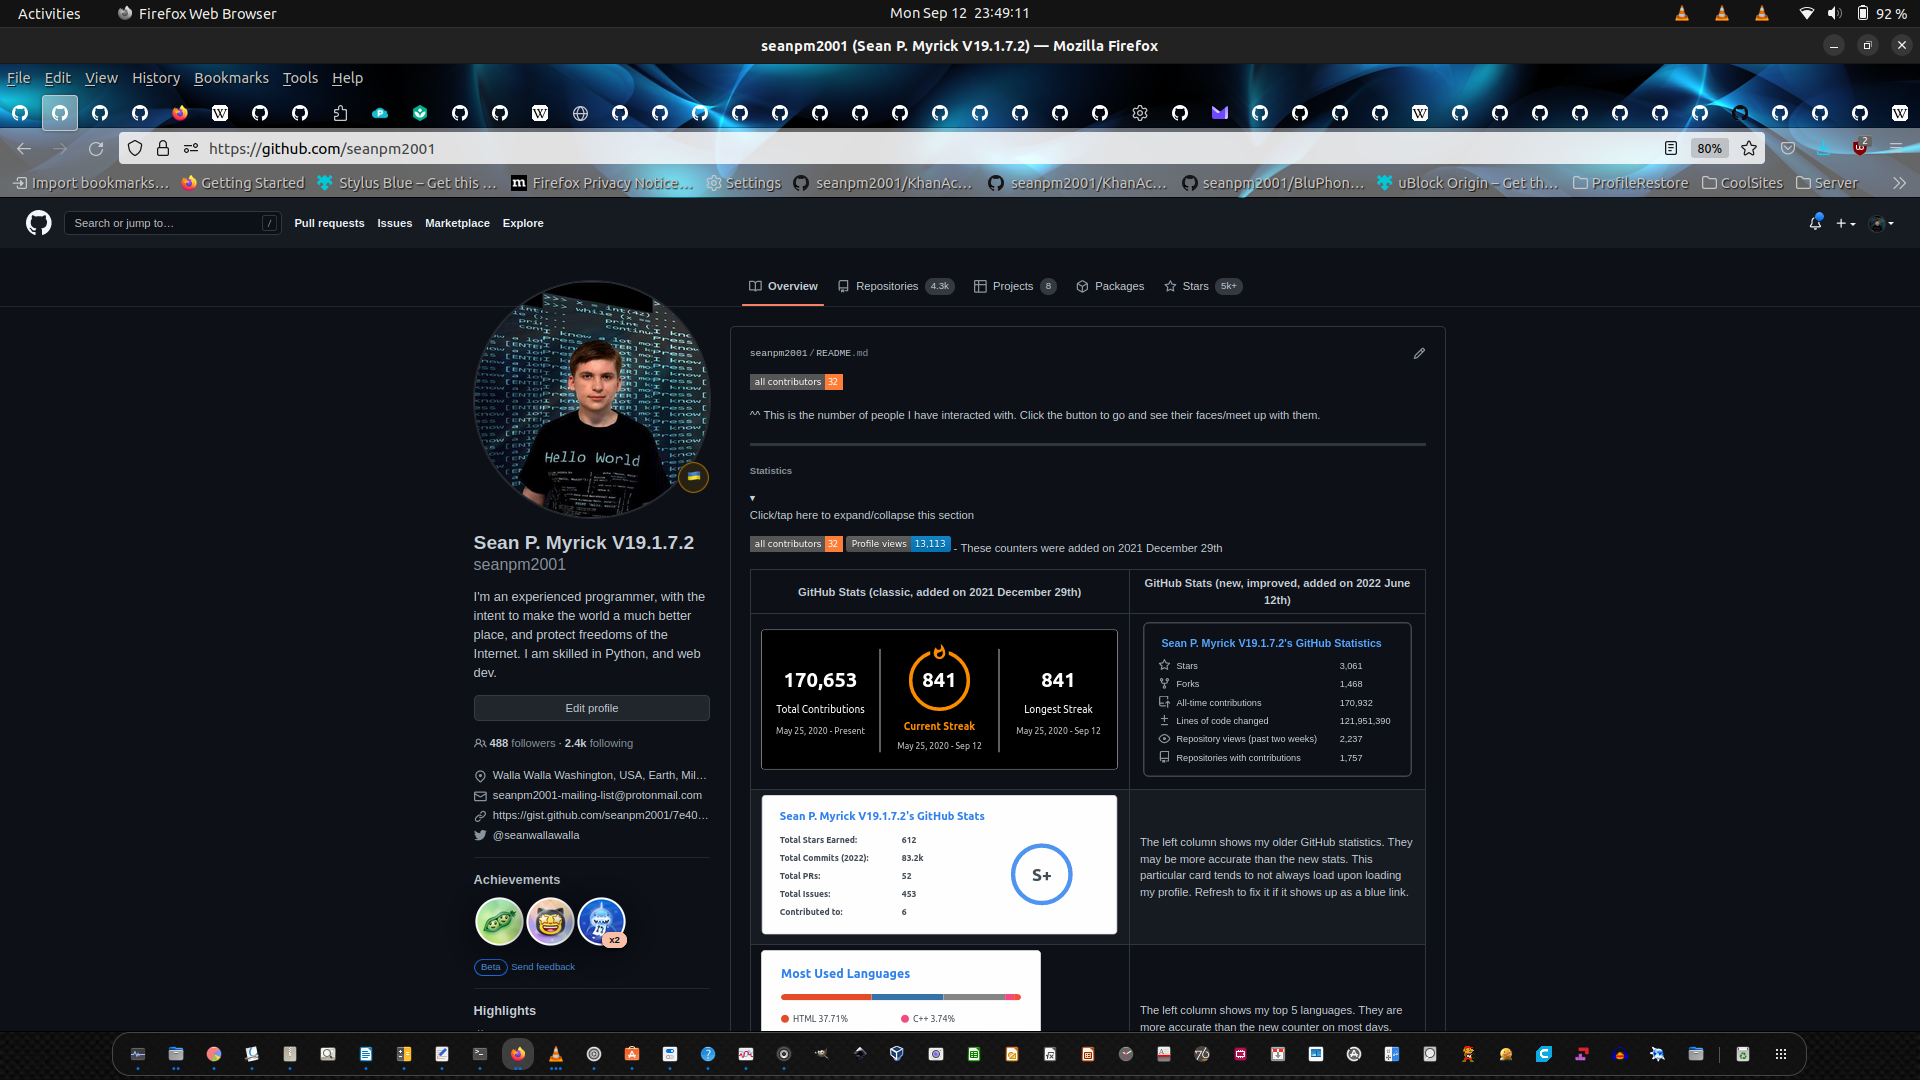 Activities
Firefox Web Browser
Mon Sep 12 23:49:11
92 %
seanpm2001 (Sean P. Myrick V19.1.7.2) — Mozilla Firefox
File Edit View History Bookmarks Tools Help
https://github.com/seanpm2001
80%
2
Import bookmarks…
Getting Started
Stylus Blue – Get this …
Firefox Privacy Notice…
Settings
seanpm2001/KhanAc…
seanpm2001/KhanAc…
seanpm2001/BluPhon…
uBlock Origin – Get th…
ProfileRestore
CoolSites
Server
Search or jump to…
/
Pull requests
Issues
Marketplace
Explore
Overview
Repositories 4.3k
Projects 8
Packages
Stars 5k+
Hello World
Sean P. Myrick V19.1.7.2
seanpm2001
I'm an experienced programmer, with the
intent to make the world a much better
place, and protect freedoms of the
Internet. I am skilled in Python, and web
dev.
Edit profile
488 followers · 2.4k following
Walla Walla Washington, USA, Earth, Mil…
seanpm2001-mailing-list@protonmail.com
https://gist.github.com/seanpm2001/7e40…
@seanwallawalla
Achievements
x2
Beta Send feedback
Highlights
seanpm2001/README.md
all contributors 32
^^ This is the number of people I have interacted with. Click the button to go and see their faces/meet up with them.
Statistics
▾
Click/tap here to expand/collapse this section
all contributors 32 Profile views 13,113 - These counters were added on 2021 December 29th
GitHub Stats (classic, added on 2021 December 29th)
GitHub Stats (new, improved, added on 2022 June
12th)
170,653
Total Contributions
May 25, 2020 - Present
841
Current Streak
May 25, 2020 - Sep 12
841
Longest Streak
May 25, 2020 - Sep 12
Sean P. Myrick V19.1.7.2's GitHub Statistics
Stars 3,061
Forks 1,468
All-time contributions 170,932
Lines of code changed 121,951,390
Repository views (past two weeks) 2,237
Repositories with contributions 1,757
Sean P. Myrick V19.1.7.2's GitHub Stats
Total Stars Earned: 612
Total Commits (2022): 83.2k
Total PRs: 52
Total Issues: 453
Contributed to: 6
S+
The left column shows my older GitHub statistics. They
may be more accurate than the new stats. This
particular card tends to not always load upon loading
my profile. Refresh to fix it if it shows up as a blue link.
Most Used Languages
HTML 37.71%
C++ 3.74%
The left column shows my top 5 languages. They are
more accurate than the new counter on most days.